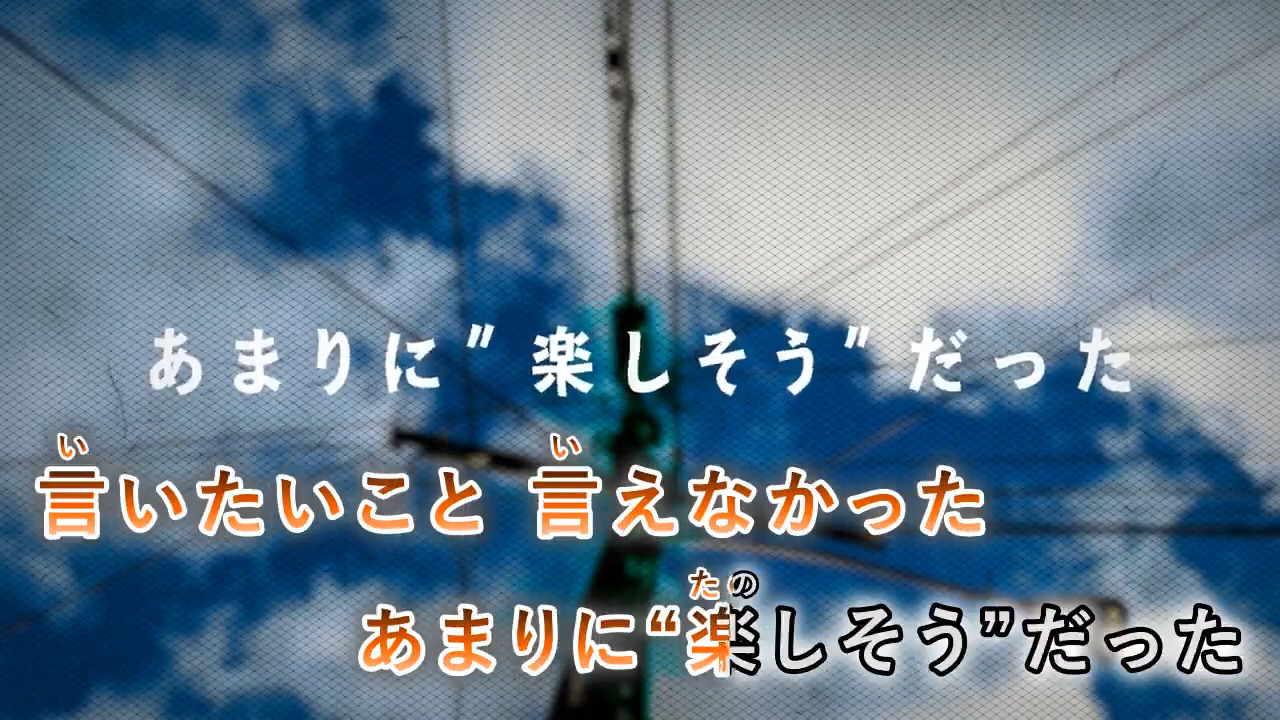 あまりに”楽しそう”だった
い い
言いたいこと 言えなかった
たの
あまりに“楽しそう”だった